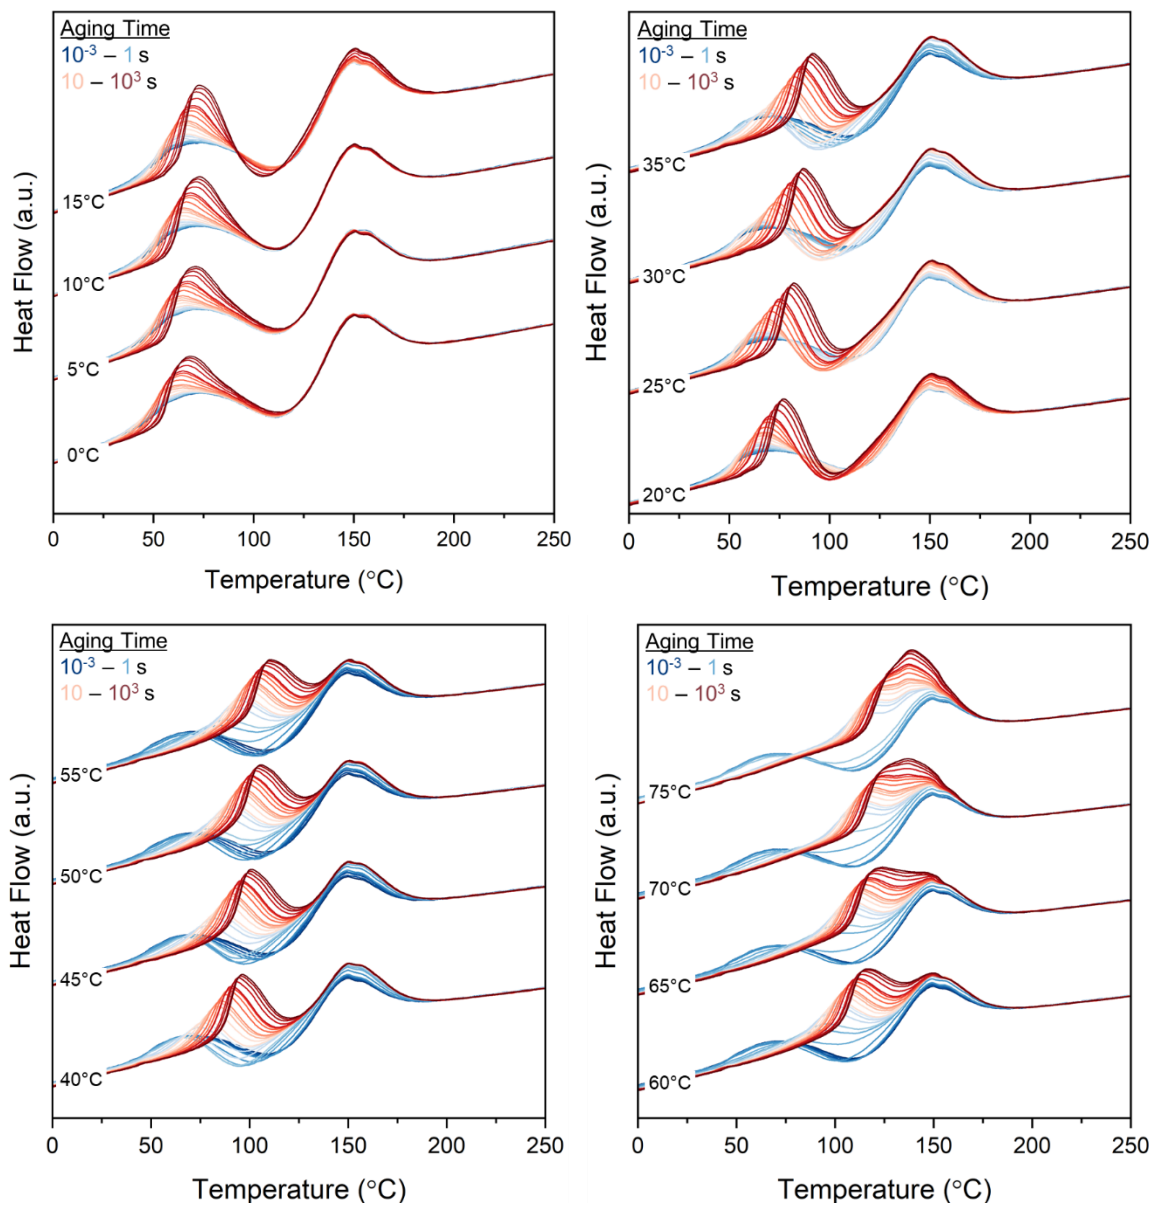 Aging Time
10⁻³ – 1 s
10 – 10³ s
15°C
10°C
5°C
0°C
Heat Flow (a.u.)
0 50 100 150 200 250
Temperature (°C)
Aging Time
10⁻³ – 1 s
10 – 10³ s
35°C
30°C
25°C
20°C
Heat Flow (a.u.)
0 50 100 150 200 250
Temperature (°C)
Aging Time
10⁻³ – 1 s
10 – 10³ s
55°C
50°C
45°C
40°C
Heat Flow (a.u.)
0 50 100 150 200 250
Temperature (°C)
Aging Time
10⁻³ – 1 s
10 – 10³ s
75°C
70°C
65°C
60°C
Heat Flow (a.u.)
0 50 100 150 200 250
Temperature (°C)